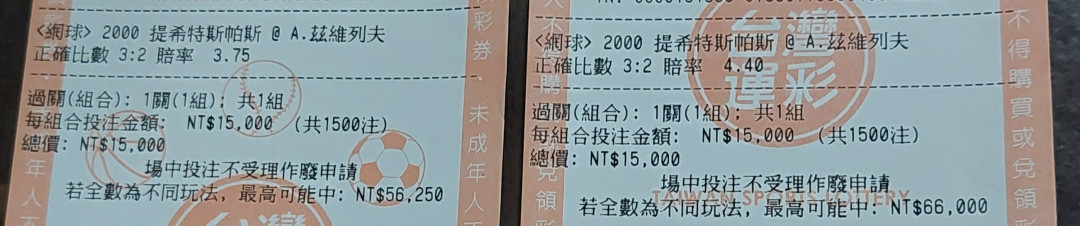 <網球> 2000 提希特斯帕斯 @ A.茲維列夫
正確比數 3:2 賠率 3.75
過關(組合): 1關(1組); 共1組
每組合投注金額: NT$15,000 (共1500注)
總價: NT$15,000
場中投注不受理作廢申請
若全數為不同玩法, 最高可能中: NT$56,250
彩券．未成年人不
<網球> 2000 提希特斯帕斯 @ A.茲維列夫
正確比數 3:2 賠率 4.40
過關(組合): 1關(1組); 共1組
每組合投注金額: NT$15,000 (共1500注)
總價: NT$15,000
場中投注不受理作廢申請
若全數為不同玩法, 最高可能中: NT$66,000
台灣運彩
TAIWAN SPORTS LOTTERY
不得購買或兌領